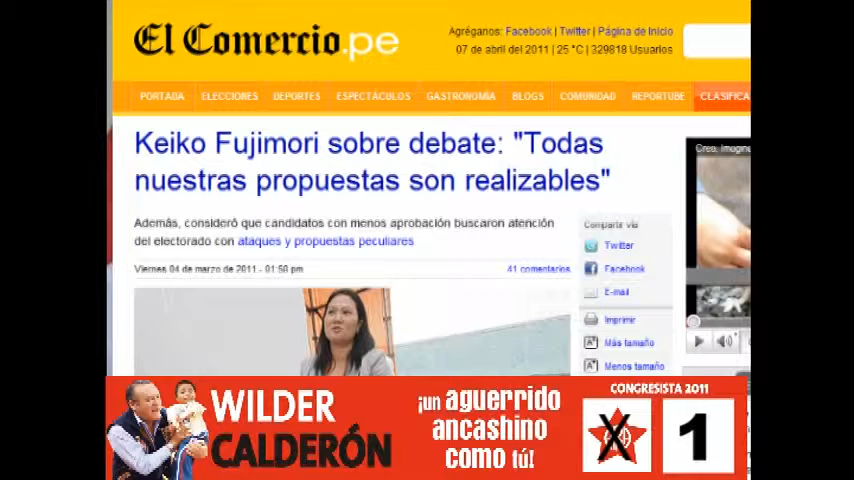 El Comercio.pe
Agréganos: Facebook | Twitter | Página de Inicio
07 de abril del 2011 | 25 °C | 329818 Usuarios
PORTADA ELECCIONES DEPORTES ESPECTÁCULOS GASTRONOMÍA BLOGS COMUNIDAD REPORTUBE CLASIFICA
Keiko Fujimori sobre debate: "Todas
nuestras propuestas son realizables"
Crea, Imagine
Además, consideró que candidatos con menos aprobación buscaron atención
del electorado con ataques y propuestas peculiares
Compartir vía
Twitter
Viernes 04 de marzo de 2011 - 01:50 pm 41 comentarios
Facebook
E-mail
Imprimir
Más tamaño
Menos tamaño
WILDER
CALDERÓN
¡un aguerrido
ancashino
como tú!
CONGRESISTA 2011
1